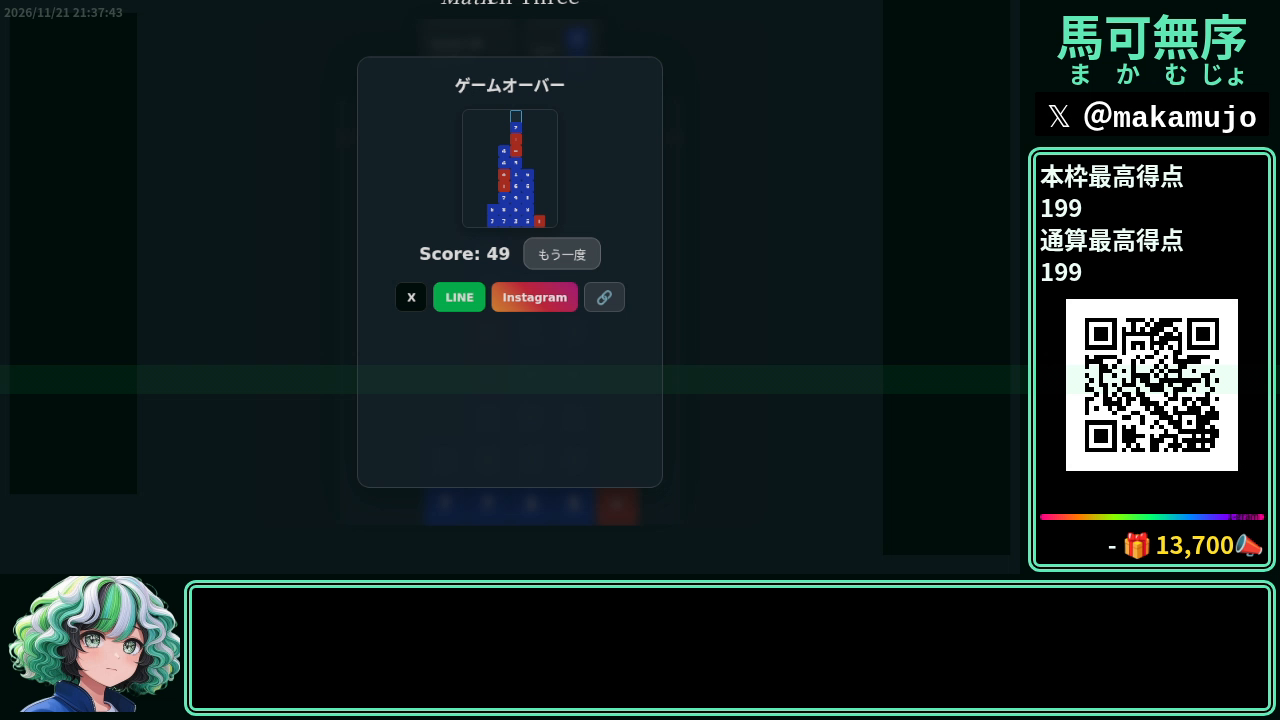 2026/11/21 21:37:43
Match Three
ゲームオーバー
Score: 49
もう一度
X
LINE
Instagram
馬可無序
まかむじょ
𝕏 @makamujo
本枠最高得点
199
通算最高得点
199
- 🎁 13,700📣